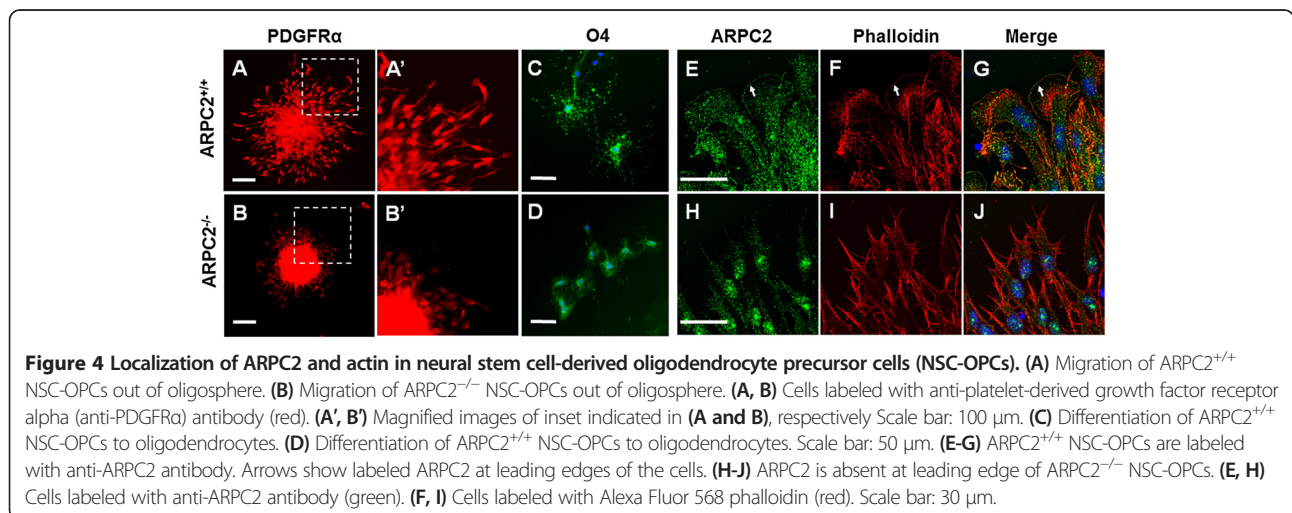 PDGFRα O4 ARPC2 Phalloidin Merge
ARPC2+/+
A A’ C E F G
ARPC2-/-
B B’ D H I J
Figure 4 Localization of ARPC2 and actin in neural stem cell-derived oligodendrocyte precursor cells (NSC-OPCs). (A) Migration of ARPC2+/+
NSC-OPCs out of oligosphere. (B) Migration of ARPC2−/− NSC-OPCs out of oligosphere. (A, B) Cells labeled with anti-platelet-derived growth factor receptor
alpha (anti-PDGFRα) antibody (red). (A’, B’) Magnified images of inset indicated in (A and B), respectively Scale bar: 100 μm. (C) Differentiation of ARPC2+/+
NSC-OPCs to oligodendrocytes. (D) Differentiation of ARPC2+/+ NSC-OPCs to oligodendrocytes. Scale bar: 50 μm. (E-G) ARPC2+/+ NSC-OPCs are labeled
with anti-ARPC2 antibody. Arrows show labeled ARPC2 at leading edges of the cells. (H-J) ARPC2 is absent at leading edge of ARPC2−/− NSC-OPCs. (E, H)
Cells labeled with anti-ARPC2 antibody (green). (F, I) Cells labeled with Alexa Fluor 568 phalloidin (red). Scale bar: 30 μm.